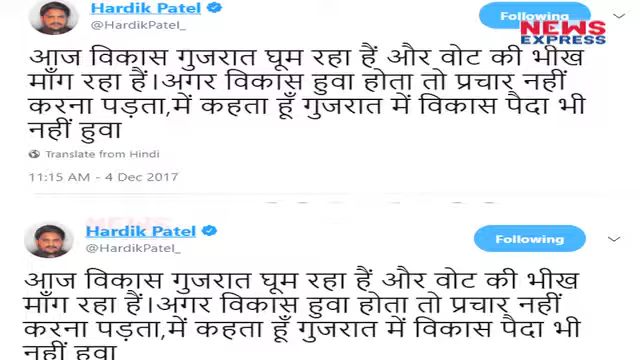 Hardik Patel
@HardikPatel_
Following
NEWS
EXPRESS
आज विकास गुजरात घूम रहा हैं और वोट की भीख
माँग रहा हैं।अगर विकास हुवा होता तो प्रचार नहीं
करना पड़ता,में कहता हूँ गुजरात में विकास पैदा भी
नहीं हुवा
Translate from Hindi
11:15 AM - 4 Dec 2017
Hardik Patel
@HardikPatel_
Following
आज विकास गुजरात घूम रहा हैं और वोट की भीख
माँग रहा हैं।अगर विकास हुवा होता तो प्रचार नहीं
करना पड़ता,में कहता हूँ गुजरात में विकास पैदा भी
नहीं हुवा